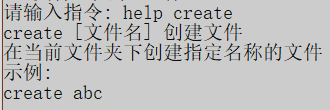 请输入指令: help create
create [文件名] 创建文件
在当前文件夹下创建指定名称的文件
示例:
create abc